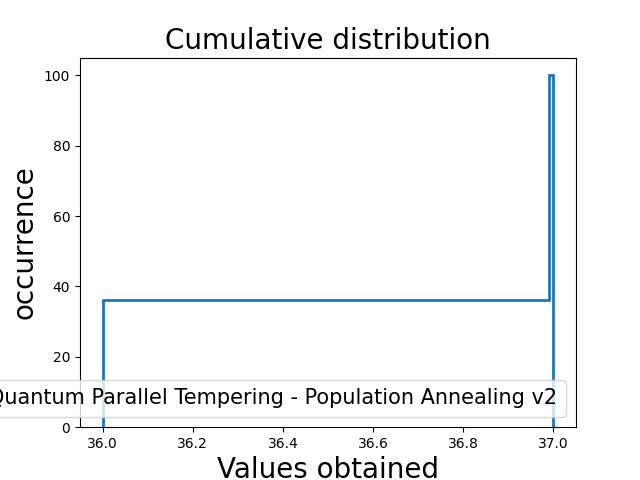 Cumulative distribution
occurrence
100
80
60
40
20
0
Quantum Parallel Tempering - Population Annealing v2
36.0 36.2 36.4 36.6 36.8 37.0
Values obtained